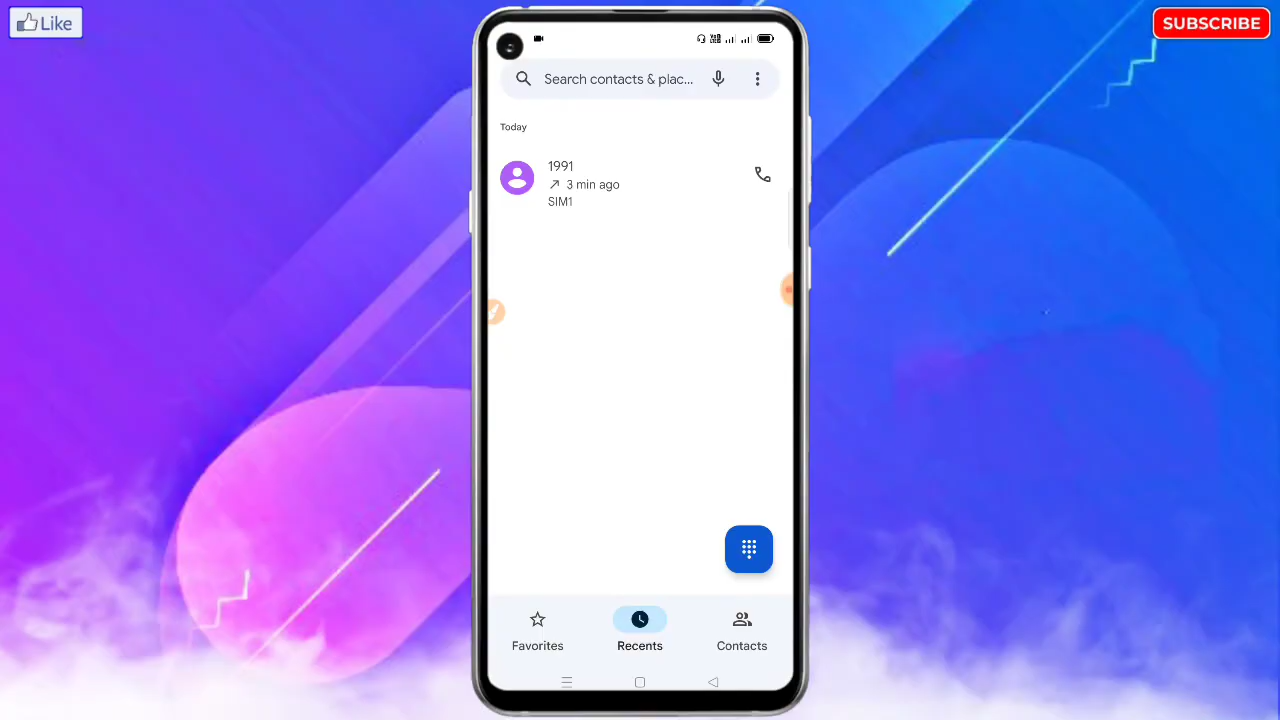 Like
SUBSCRIBE
Search contacts & plac...
Today
1991
3 min ago
SIM1
Favorites
Recents
Contacts